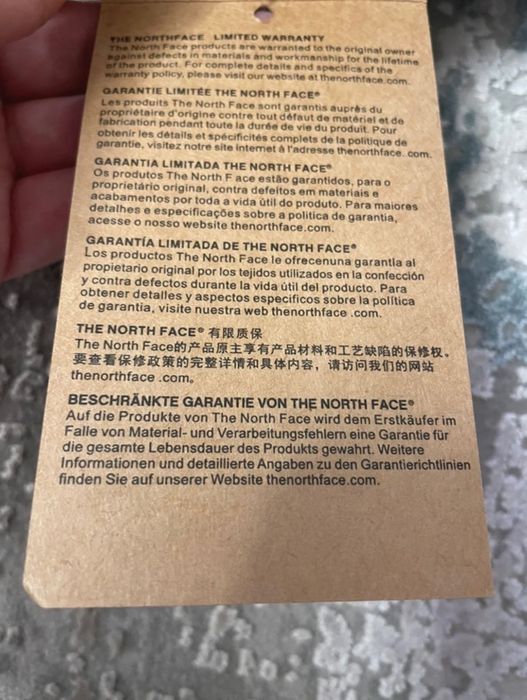 THE NORTHFACE LIMITED WARRANTY
The North Face products are warranted to the original owner
against defects in materials and workmanship for the lifetime
of the product. For complete details and specifics of the
warranty policy, please visit our website at thenorthface.com.
GARANTIE LIMITÉE THE NORTH FACE®
Les produits The North Face sont garantis auprès du
propriétaire d'origine contre tout défaut de matériel et de
fabrication pendant toute la durée de vie du produit. Pour
obtenir les détails et spécificités complets de la politique de
garantie, visitez notre site internet à l'adresse thenorthface. com.
GARANTIA LIMITADA THE NORTH FACE®
Os produtos The North F ace estão garantidos, para o
proprietário original, contra defeitos em materiais e
acabamentos por toda a vida útil do produto. Para maiores
detalhes e especificações sobre a politica de garantia,
acesse o nosso website thenorthface.com.
GARANTÍA LIMITADA DE THE NORTH FACE®
Los productos The North Face le ofrecenuna garantla al
propietario original por los tejidos utilizados en la confección
y contra defectos durante la vida útil del producto. Para
obtener detalles y aspectos especificos sobre la política
de garantia, visite nuestra web thenorthface .com.
THE NORTH FACE® 有限质保
The North Face的产品原主享有产品材料和工艺缺陷的保修权。
要查看保修政策的完整详情和具体内容，请访问我们的网站
thenorthface .com.
BESCHRÄNKTE GARANTIE VON THE NORTH FACE®
Auf die Produkte von The North Face wird dem Erstkäufer im
Falle von Material- und Verarbeitungsfehlern eine Garantie für
die gesamte Lebensdauer des Produkts gewahrt. Weitere
Informationen und detaillierte Angaben zu den Garantierichtlinien
finden Sie auf unserer Website thenorthface.com.